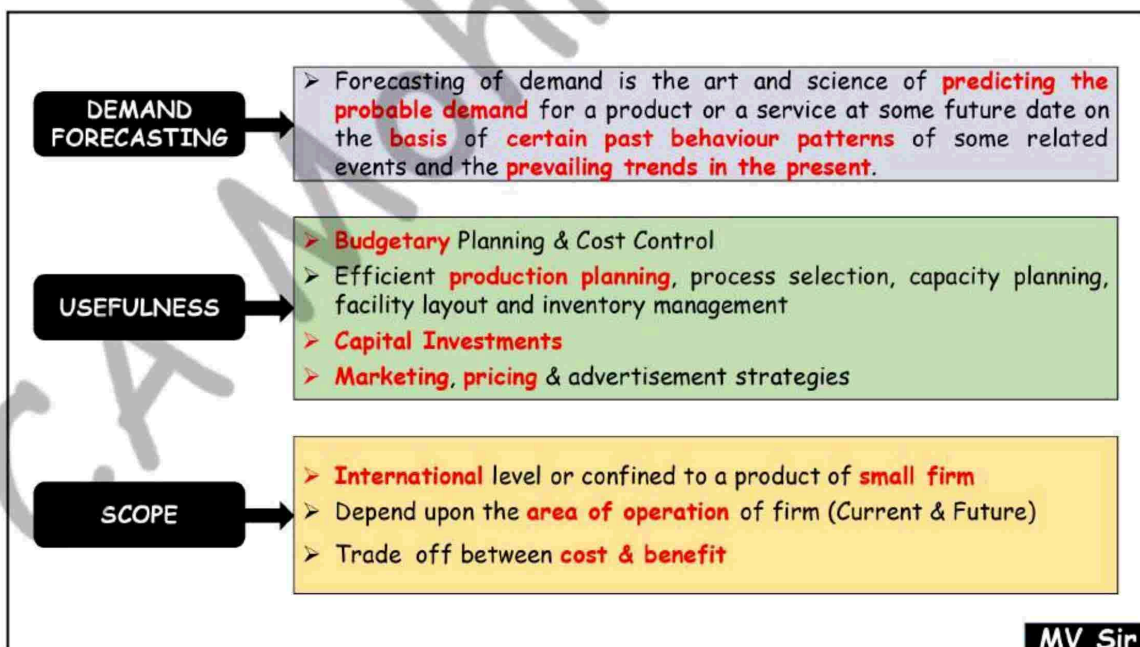 DEMAND
FORECASTING
➢ Forecasting of demand is the art and science of predicting the
probable demand for a product or a service at some future date on
the basis of certain past behaviour patterns of some related
events and the prevailing trends in the present.
USEFULNESS
➢ Budgetary Planning & Cost Control
➢ Efficient production planning, process selection, capacity planning,
facility layout and inventory management
➢ Capital Investments
➢ Marketing, pricing & advertisement strategies
SCOPE
➢ International level or confined to a product of small firm
➢ Depend upon the area of operation of firm (Current & Future)
➢ Trade off between cost & benefit
MV Sir
CA Moh